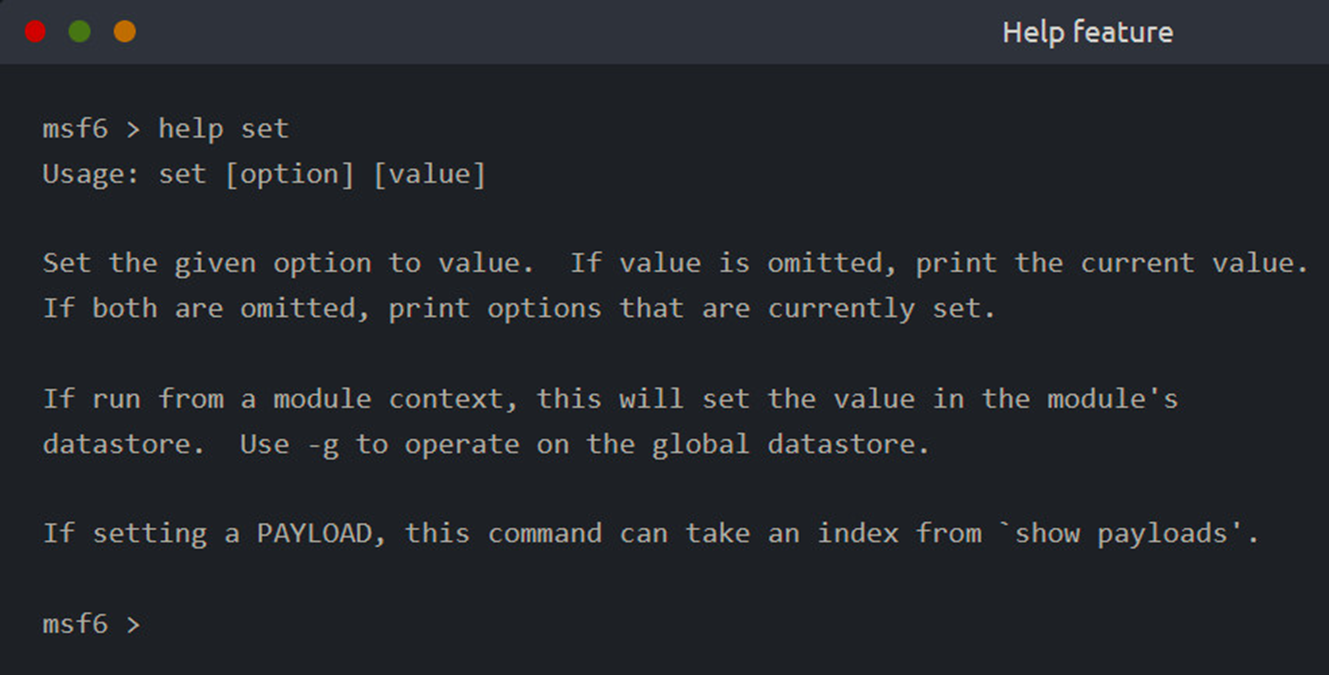 Help feature
msf6 > help set
Usage: set [option] [value]
Set the given option to value.  If value is omitted, print the current value.
If both are omitted, print options that are currently set.
If run from a module context, this will set the value in the module's
datastore.  Use -g to operate on the global datastore.
If setting a PAYLOAD, this command can take an index from `show payloads'.
msf6 >